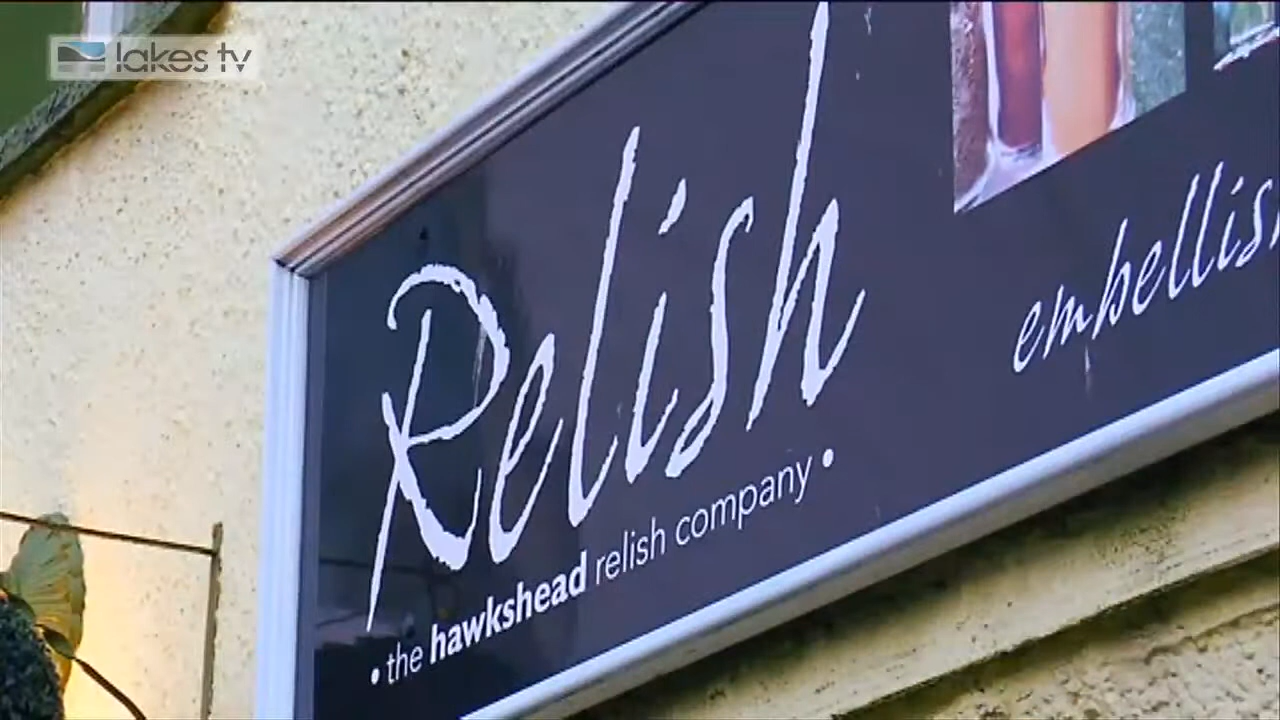 lakes tv
Relish
• the hawkshead relish company •
embellis